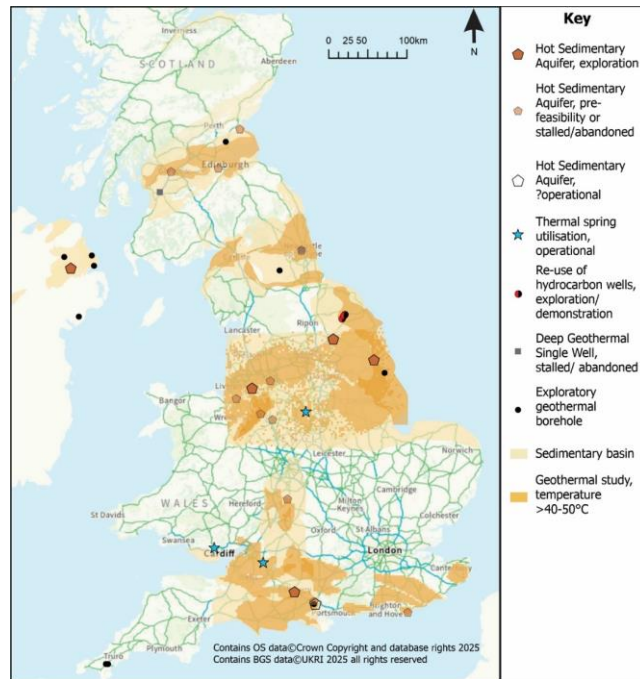 Inverness
SCOTLAND
Aberdeen
0 25 50 100km
N
Perth
Edinburgh
Lancaster
Ripon
Bangor
Leicester
Norwich
WALES
Hereford
Milton
Keynes
Cambridge
Colchester
St Davids
Swansea
Oxford
St Albans
Cardiff
London
Exeter
Portsmouth
Brighton
and Hove
Plymouth
Truro
Contains OS data©Crown Copyright and database rights 2025
Contains BGS data©UKRI 2025 all rights reserved
Key
Hot Sedimentary
Aquifer, exploration
Hot Sedimentary
Aquifer, pre-
feasibility or
stalled/abandoned
Hot Sedimentary
Aquifer,
?operational
Thermal spring
utilisation,
operational
Re-use of
hydrocarbon wells,
exploration/
demonstration
Deep Geothermal
Single Well,
stalled/ abandoned
Exploratory
geothermal
borehole
Sedimentary basin
Geothermal study,
temperature
>40-50°C